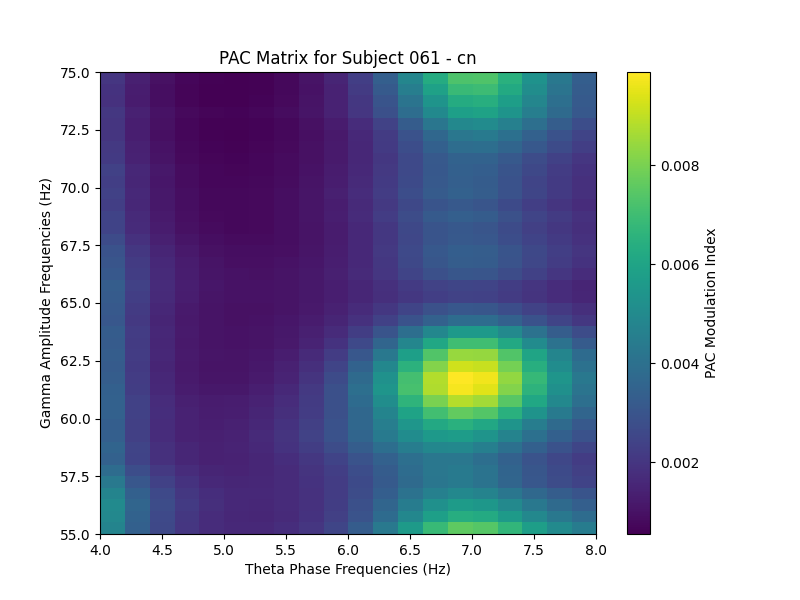 PAC Matrix for Subject 061 - cn
75.0
72.5
70.0
67.5
65.0
62.5
60.0
57.5
55.0
Gamma Amplitude Frequencies (Hz)
4.0 4.5 5.0 5.5 6.0 6.5 7.0 7.5 8.0
Theta Phase Frequencies (Hz)
0.008
0.006
0.004
0.002
PAC Modulation Index